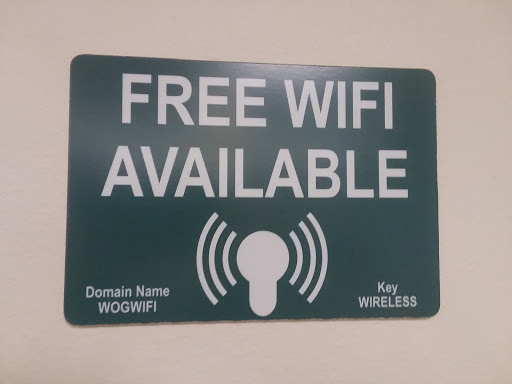 FREE WIFI
AVAILABLE
Domain Name
WOGWIFI
Key
WIRELESS